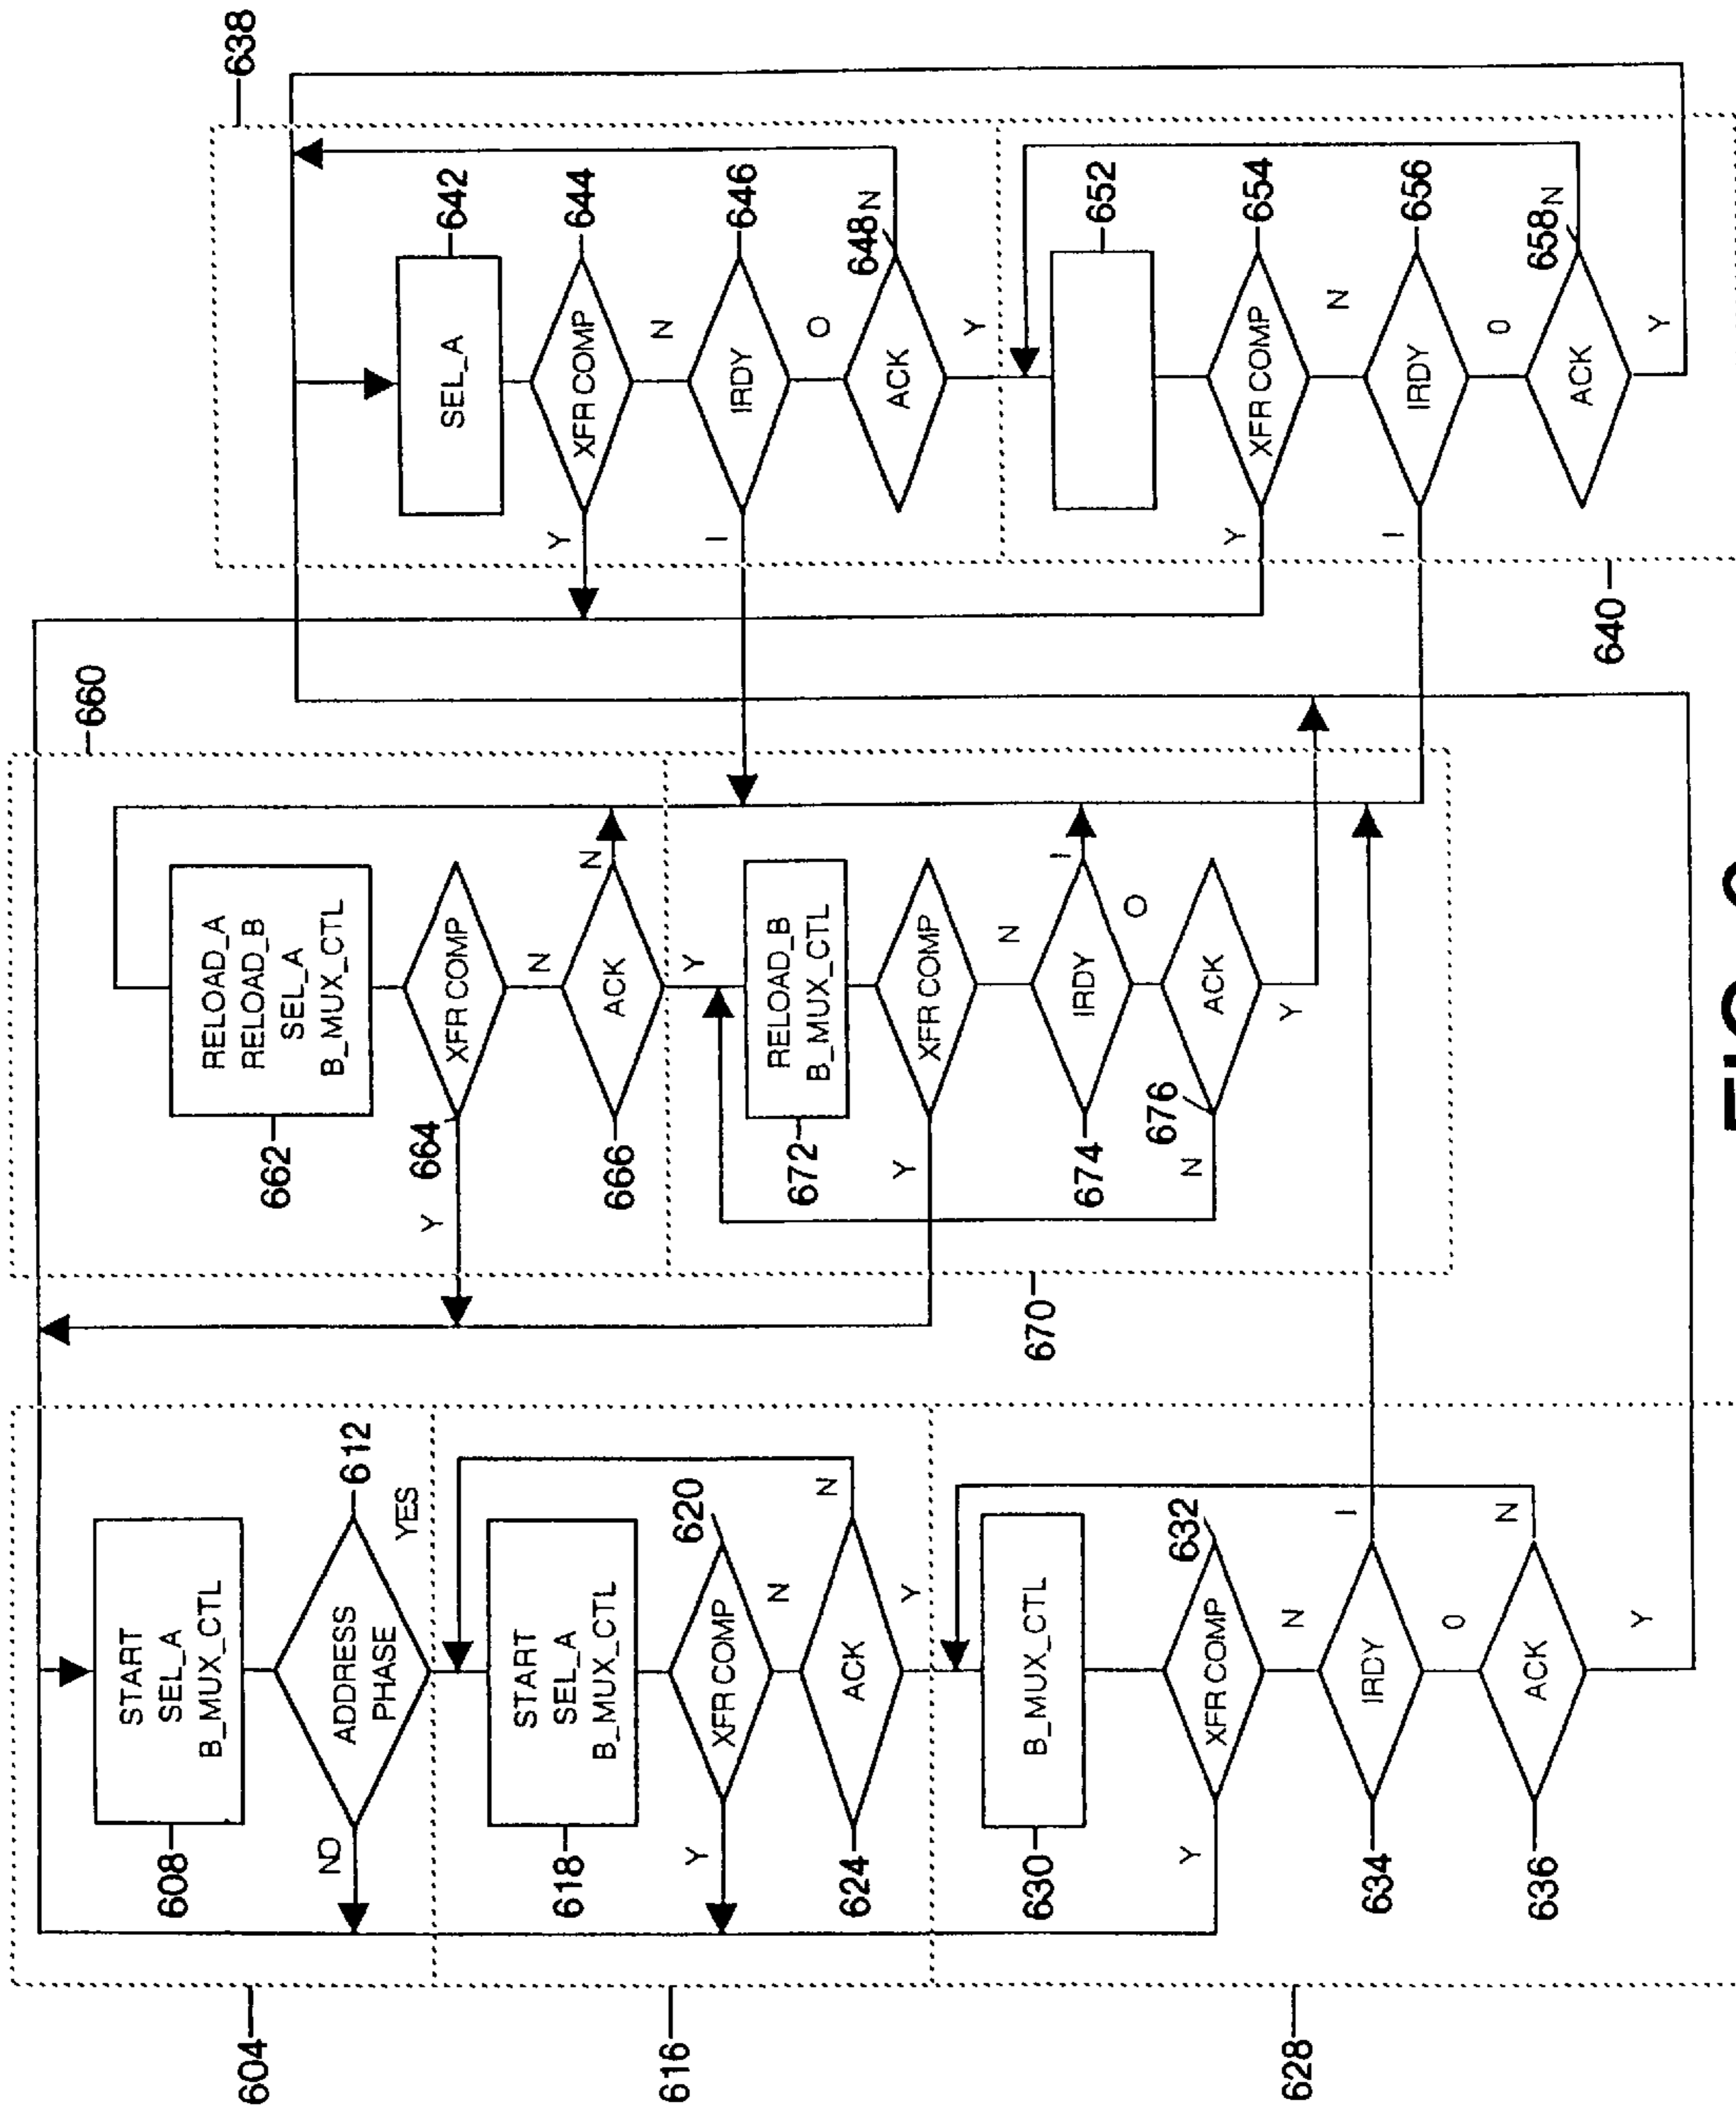 604
START
SEL_A
B_MUX_CTL
608
ADDRESS
PHASE
612
NO
YES
616
START
SEL_A
B_MUX_CTL
618
XFR COMP
620
Y
N
ACK
624
N
Y
628
B_MUX_CTL
630
XFR COMP
632
Y
N
IRDY
634
I
0
ACK
636
N
Y
660
RELOAD_A
RELOAD_B
SEL_A
B_MUX_CTL
662
XFR COMP
664
Y
N
ACK
666
N
Y
670
RELOAD_B
B_MUX_CTL
672
XFR COMP
Y
N
IRDY
674
I
O
ACK
676
N
Y
638
SEL_A
642
XFR COMP
644
Y
N
IRDY
646
I
O
ACK
648
N
Y
640
652
XFR COMP
654
Y
N
IRDY
656
I
0
ACK
658
N
Y